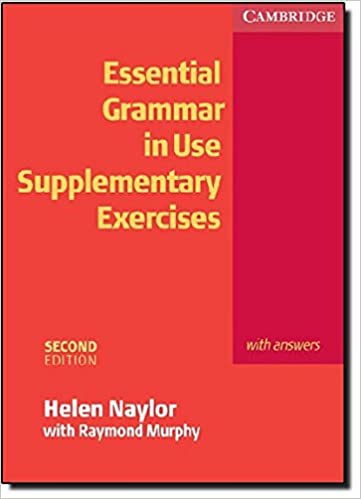 CAMBRIDGE
Essential
Grammar
in Use
Supplementary
Exercises
SECOND
EDITION
with answers
Helen Naylor
with Raymond Murphy